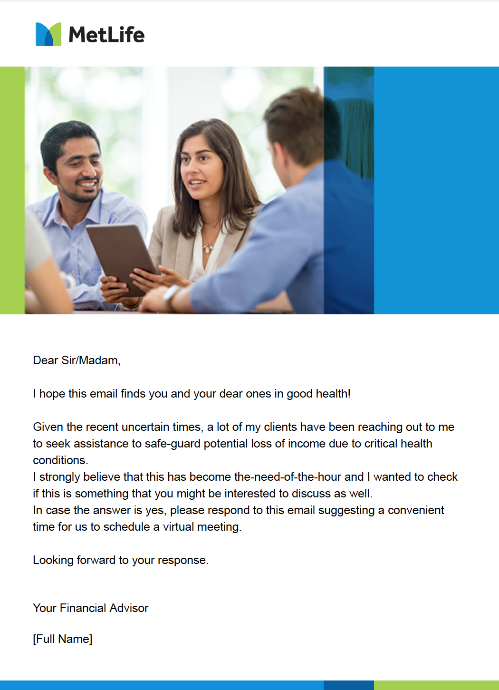 MetLife
Dear Sir/Madam,
I hope this email finds you and your dear ones in good health!
Given the recent uncertain times, a lot of my clients have been reaching out to me
to seek assistance to safe-guard potential loss of income due to critical health
conditions.
I strongly believe that this has become the-need-of-the-hour and I wanted to check
if this is something that you might be interested to discuss as well.
In case the answer is yes, please respond to this email suggesting a convenient
time for us to schedule a virtual meeting.
Looking forward to your response.
Your Financial Advisor
[Full Name]